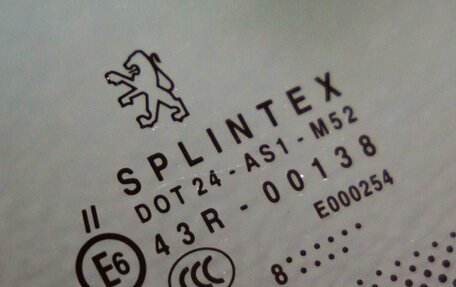 SPLINTEX
II DOT 24 - AS1 - M52
43R - 00138
E6 CCC E000254
8